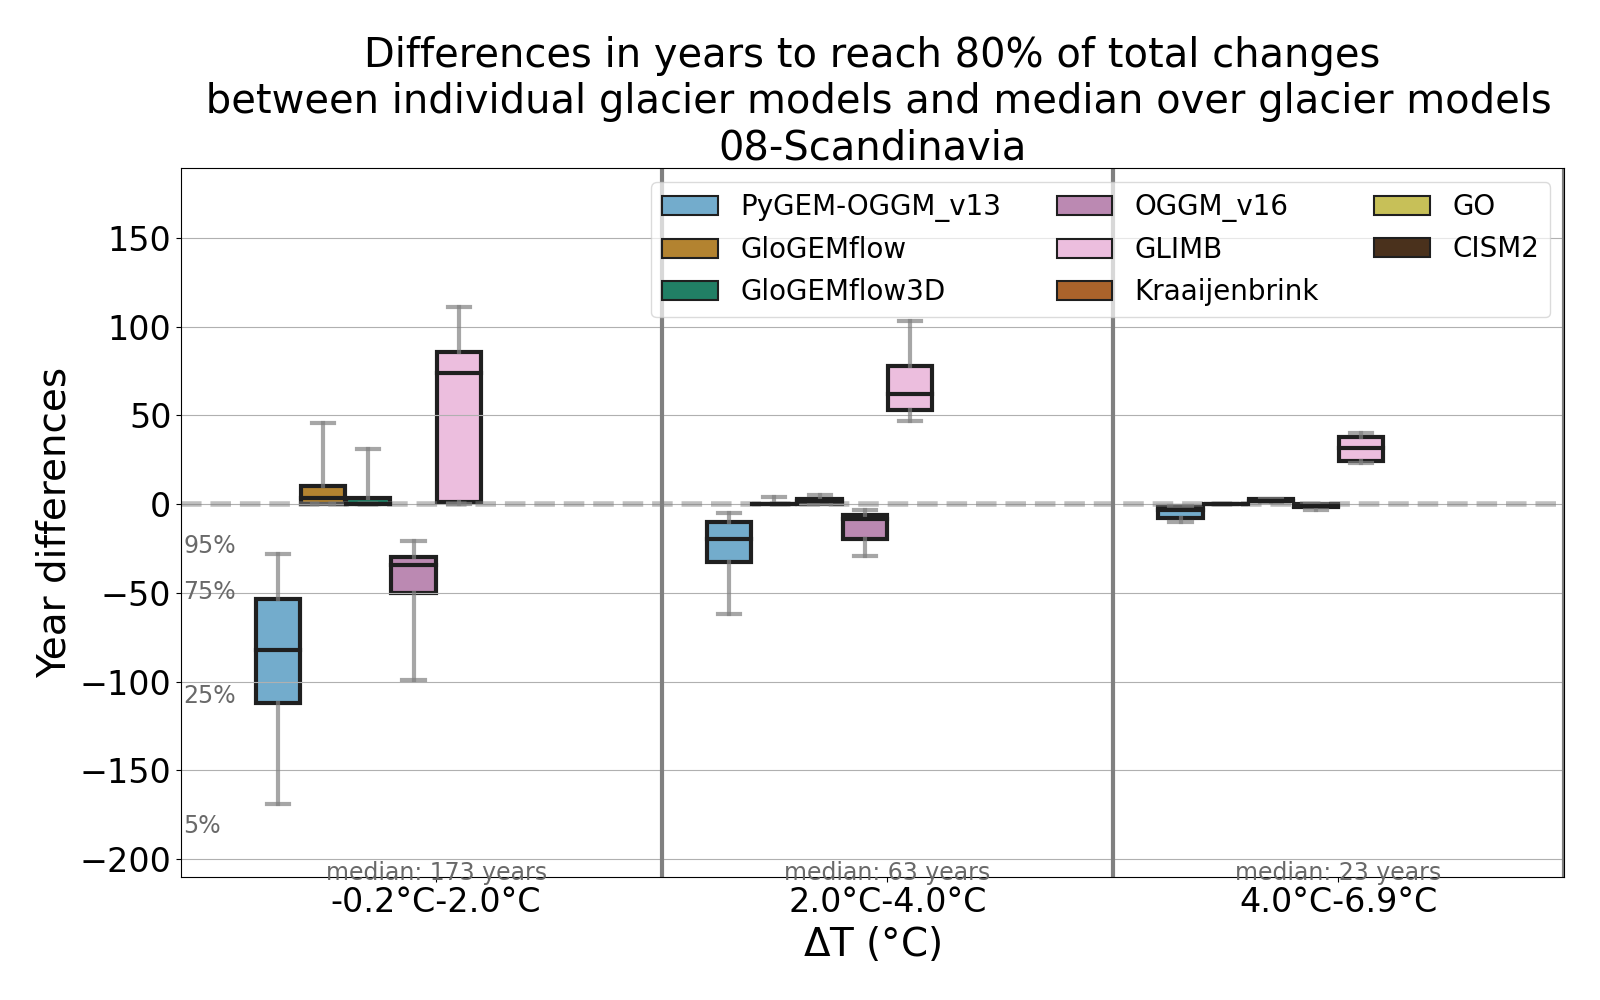 Differences in years to reach 80% of total changes
between individual glacier models and median over glacier models
08-Scandinavia
PyGEM-OGGM_v13
GloGEMflow
GloGEMflow3D
OGGM_v16
GLIMB
Kraaijenbrink
GO
CISM2
Year differences
150
100
50
0
−50
−100
−150
−200
95%
75%
25%
5%
median: 173 years
median: 63 years
median: 23 years
-0.2°C-2.0°C
2.0°C-4.0°C
4.0°C-6.9°C
ΔT (°C)